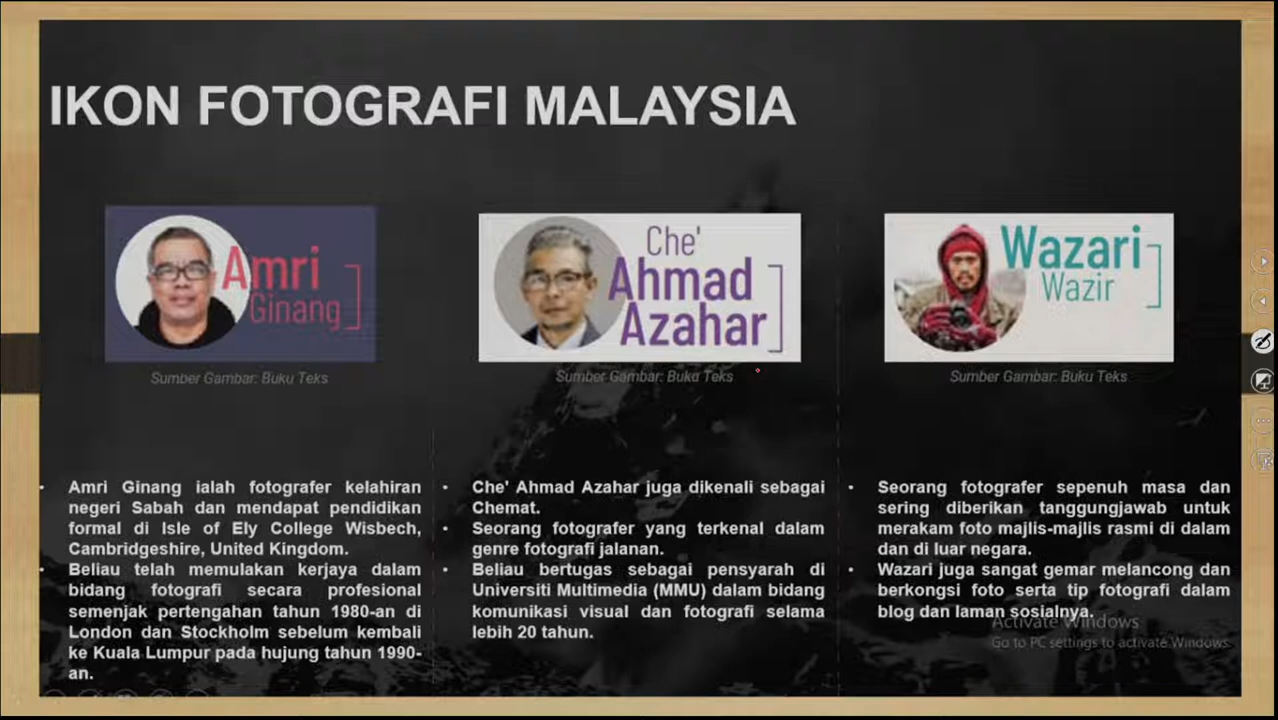 IKON FOTOGRAFI MALAYSIA
Amri
Ginang
Sumber Gambar: Buku Teks
Che'
Ahmad
Azahar
Sumber Gambar: Buku Teks
Wazari
Wazir
Sumber Gambar: Buku Teks
Amri Ginang ialah fotografer kelahiran
negeri Sabah dan mendapat pendidikan
formal di Isle of Ely College Wisbech,
Cambridgeshire, United Kingdom.
Beliau telah memulakan kerjaya dalam
bidang fotografi secara profesional
semenjak pertengahan tahun 1980-an di
London dan Stockholm sebelum kembali
ke Kuala Lumpur pada hujung tahun 1990-
an.
Che' Ahmad Azahar juga dikenali sebagai
Chemat.
Seorang fotografer yang terkenal dalam
genre fotografi jalanan.
Beliau bertugas sebagai pensyarah di
Universiti Multimedia (MMU) dalam bidang
komunikasi visual dan fotografi selama
lebih 20 tahun.
Seorang fotografer sepenuh masa dan
sering diberikan tanggungjawab untuk
merakam foto majlis-majlis rasmi di dalam
dan di luar negara.
Wazari juga sangat gemar melancong dan
berkongsi foto serta tip fotografi dalam
blog dan laman sosialnya.
Activate Windows
Go to PC settings to activate Windows.